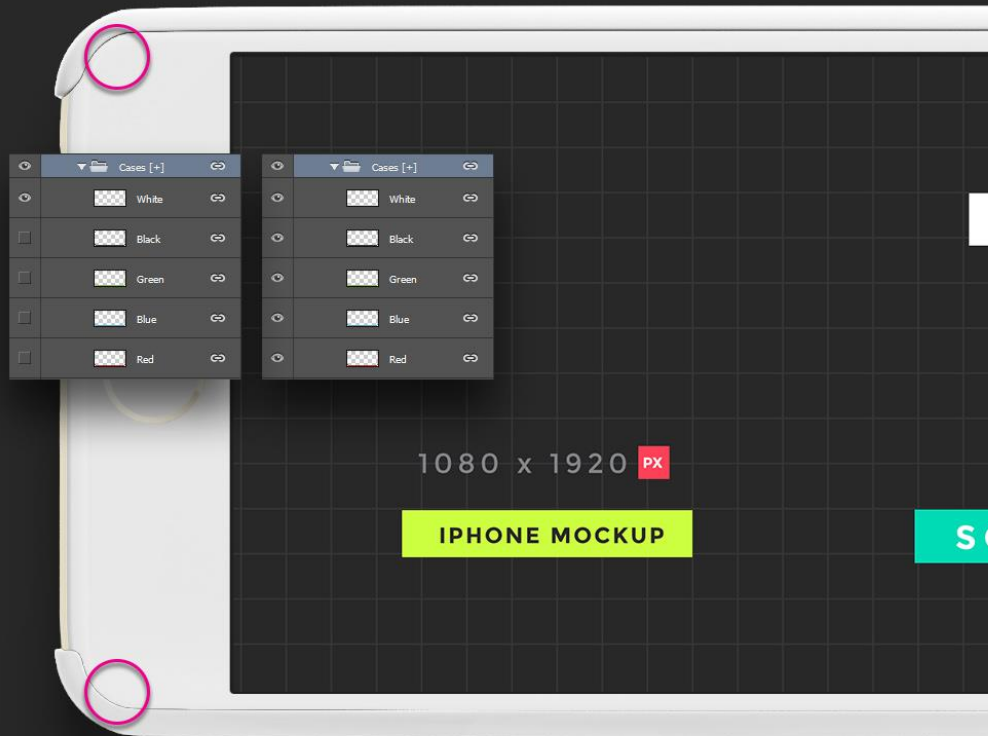 Cases [+]
White
Black
Green
Blue
Red
Cases [+]
White
Black
Green
Blue
Red
1080 x 1920 PX
IPHONE MOCKUP
S